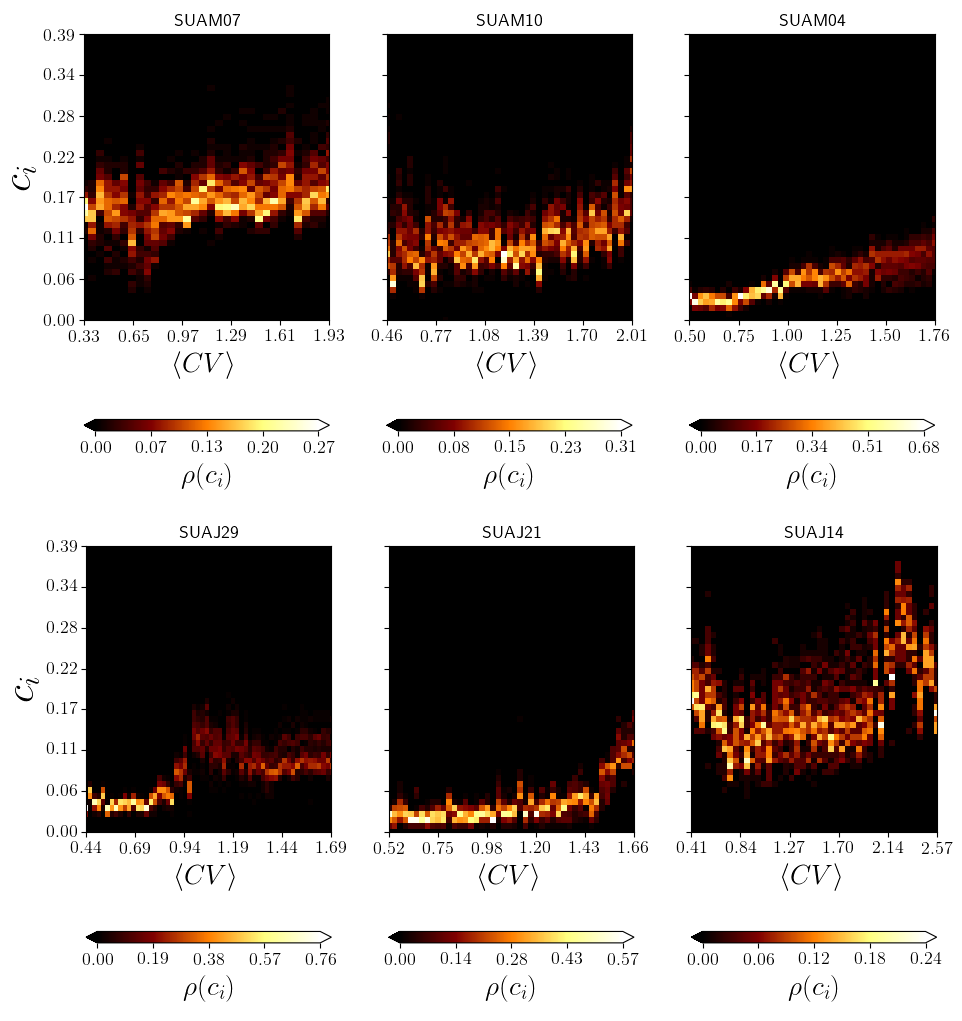 SUAM07 SUAM10 SUAM04
0.39
0.34
0.28
0.22
0.17
0.11
0.06
0.00
c_i
0.33 0.65 0.97 1.29 1.61 1.93 0.46 0.77 1.08 1.39 1.70 2.01 0.50 0.75 1.00 1.25 1.50 1.76
⟨CV⟩ ⟨CV⟩ ⟨CV⟩
0.00 0.07 0.13 0.20 0.27 0.00 0.08 0.15 0.23 0.31 0.00 0.17 0.34 0.51 0.68
ρ(c_i) ρ(c_i) ρ(c_i)
SUAJ29 SUAJ21 SUAJ14
0.39
0.34
0.28
0.22
0.17
0.11
0.06
0.00
c_i
0.44 0.69 0.94 1.19 1.44 1.69 0.52 0.75 0.98 1.20 1.43 1.66 0.41 0.84 1.27 1.70 2.14 2.57
⟨CV⟩ ⟨CV⟩ ⟨CV⟩
0.00 0.19 0.38 0.57 0.76 0.00 0.14 0.28 0.43 0.57 0.00 0.06 0.12 0.18 0.24
ρ(c_i) ρ(c_i) ρ(c_i)